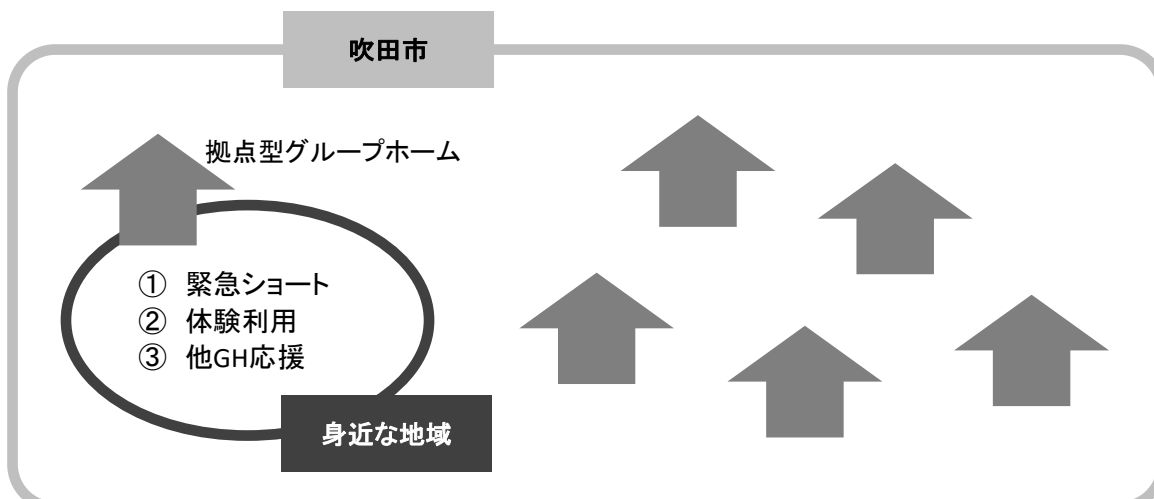 吹田市
拠点型グループホーム
① 緊急ショート
② 体験利用
③ 他GH応援
身近な地域